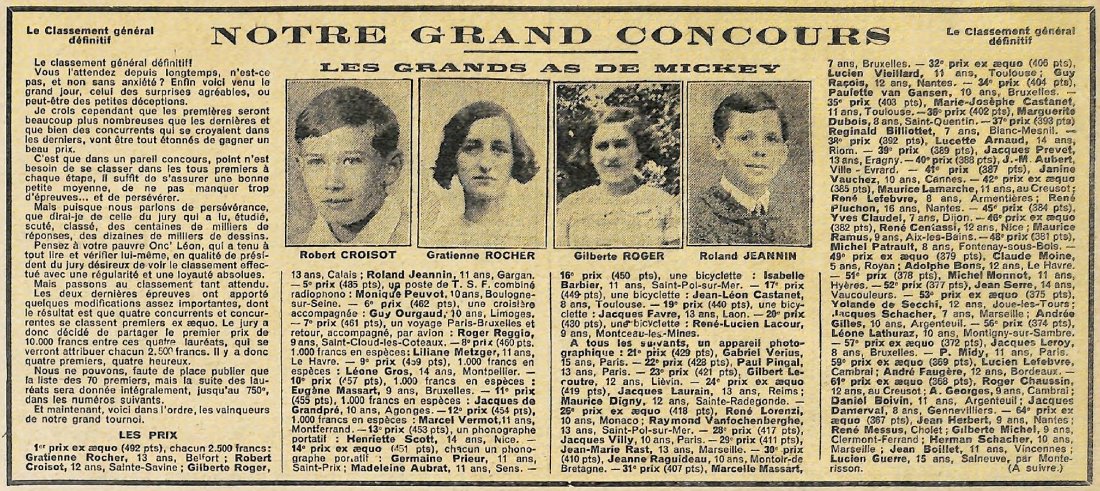 Le Classement général
définitif
NOTRE GRAND CONCOURS
Le Classement général
définitif
LES GRANDS AS DE MICKEY
Le classement général définitif!
Vous l'attendez depuis longtemps, n'est-ce
pas, et non sans anxiété? Enfin voici venu le
grand jour, celui des surprises agréables, ou
peut-être des petites déceptions.
Je crois cependant que les premières seront
beaucoup plus nombreuses que les dernières et
que bien des concurrents qui se croyaient dans
les derniers, vont être tout étonnés de gagner un
beau prix.
C'est que dans un pareil concours, point n'est
besoin de se classer dans les tous premiers à
chaque étape, il suffit de s'assurer une bonne
petite moyenne, de ne pas manquer trop
d'épreuves... et de persévérer.
Mais puisque nous parlons de persévérance,
que dirai-je de celle du jury qui a lu, étudié,
scuté, classé, des centaines de milliers de
réponses, des dizaines de milliers de dessins.
Pensez à votre pauvre Onc' Léon, qui a tenu à
tout lire et vérifier lui-même, en qualité de prési-
dent du jury désireux de voir le classement effec-
tué avec une régularité et une loyauté absolues.
Mais passons au classement tant attendu.
Les deux dernières épreuves ont apporté
quelques modifications assez importantes, dont
le résultat est que quatre concurrents et concur-
rentes se classent premiers ex æquo. Le jury a
donc décidé de partager le premier prix de
10.000 francs entre ces quatre lauréats, qui se
verront attribuer chacun 2.500 francs. Il y a donc
quatre premiers, quatre heureux.
Nous ne pouvons, faute de place publier que
la liste des 70 premiers, mais la suite des lau-
réats sera donnée intégralement, jusqu'au 750e,
dans les numéros suivants.
Et maintenant, voici dans l'ordre, les vainqueurs
de notre grand tournoi.
LES PRIX
1er prix ex æquo (492 pts), chacun 2.500 francs:
Gratienne Rocher, 13 ans, Belfort; Robert
Croisot, 12 ans, Sainte-Savine; Gilberte Roger,
Robert CROISOT
Gratienne ROCHER
Gilberte ROGER
Roland JEANNIN
13 ans, Calais; Roland Jeannin, 11 ans, Gargan.
— 5e prix (485 pts), un poste de T. S. F. combiné
radiophono: Monique Peuvot, 10 ans, Boulogne-
sur-Seine. — 6e prix (462 pts), une croisière
accompagnée: Guy Ourgaud, 10 ans, Limoges.
— 7e prix (461 pts), un voyage Paris-Bruxelles et
retour, accompagné, par avion: Roger Reggio,
9 ans, Saint-Cloud-les-Coteaux. — 8e prix (460 pts.
1.000 francs en espèces: Liliane Metzger, 11 ans,
Le Havre. — 9e prix (459 pts), 1.000 francs en
espèces: Léone Gros, 14 ans, Montpellier. —
10e prix (457 pts), 1.000 francs en espèces:
Eugène Massart, 9 ans, Bruxelles. — 11e prix
(455 pts), 1.000 francs en espèces: Jacques de
Grandpré, 10 ans, Agonges. — 12e prix (454 pts),
1.000 francs en espèces: Marcel Vermot, 11 ans,
Montferrand. — 13e prix (453 pts), un phonographe
portatif: Henriette Scott, 14 ans, Nice. —
14e prix ex æquo (451 pts), chacun un phono-
graphe portatif: Germaine Prieur, 11 ans,
Saint-Prix; Madeleine Aubrat, 11 ans, Sens. —
16e prix (450 pts), une bicyclette: Isabelle
Barbier, 11 ans, Saint-Pol-sur-Mer. — 17e prix
(449 pts), une bicyclette: Jean-Léon Castanet,
8 ans, Toulouse. — 19e prix (440 pts), une bicy-
clette: Jacques Favre, 13 ans, Laon. — 20e prix
(430 pts), une bicyclette: René-Lucien Lacour,
9 ans, Montceau-les-Mines.
A tous les suivants, un appareil photo-
graphique: 21e prix (429 pts), Gabriel Verius,
15 ans, Paris. — 22e prix (428 pts), Paul Pingal,
13 ans, Paris. — 23e prix (421 pts), Gilbert Le-
coutre, 12 ans, Liévin. — 24e prix ex æquo
(419 pts), Jacques Laurain, 13 ans, Reims;
Maurice Digny, 12 ans, Sainte-Radegonde. —
26e prix ex æquo (418 pts), René Lorenzi,
10 ans, Monaco; Raymond Vanfochenberghe,
13 ans, Saint-Pol-sur-Mer. — 28e prix (417 pts),
Jacques Villy, 10 ans, Paris. — 29e prix (411 pts),
Jean-Marie Rast, 13 ans, Marseille. — 30e prix
(410 pts), Jeanne Raguideau, 10 ans, Montoir-de
Bretagne. — 31e prix (407 pts), Marcelle Massart,
7 ans, Bruxelles. — 32e prix ex æquo (406 pts),
Lucien Vieillard, 11 ans, Toulouse; Guy
Raçois, 12 ans, Nantes. — 34e prix (404 pts),
Paulette van Gansen, 10 ans, Bruxelles. —
35e prix (403 pts), Marie-Josèphe Castanet,
11 ans, Toulouse. — 36e prix (402 pts), Marguerite
Dubois, 8 ans, Saint-Quentin. — 37e prix (393 pts)
Reginald Billiottet, 7 ans, Blanc-Mesnil. —
38e prix (392 pts), Lucette Arnaud, 14 ans,
Riom. — 39e prix (389 pts), Jacques Prevet,
13 ans, Eragny. — 40e prix (388 pts), J.-M. Aubert,
Ville-Evrard. — 41e prix (387 pts), Janine
Vauchez, 10 ans, Cannes. — 42e prix ex æquo
(385 pts), Maurice Lamarche, 11 ans, au Creusot;
René Lefebvre, 8 ans, Armentières; René
Pluchon, 16 ans, Nantes. — 45e prix (384 pts),
Yves Claudel, 7 ans, Dijon. — 46e prix ex æquo
(382 pts), René Centassi, 12 ans, Nice; Maurice
Ramus, 9 ans, Aix-les-Bains. — 48e prix (381 pts),
Michel Patrault, 8 ans, Fontenay-sous-Bois. —
49e prix ex æquo (379 pts), Claude Moine,
5 ans, Royan; Adolphe Bons, 12 ans, Le Havre.
— 51e prix (378 pts), Michel Monnot, 11 ans,
Hyères. — 52e prix (377 pts), Jean Serre, 14 ans,
Vaucouleurs. — 53e prix ex æquo (375 pts),
Yolande de Secchi, 12 ans, Joue-les-Tours;
Jacques Schacher, 7 ans, Marseille; Andrée
Gilles, 10 ans, Argenteuil. — 56e prix (374 pts),
Léone Lathuraz, 10 ans, Montigny-sur-Sambre.
— 57e prix ex æquo (372 pts), Jacques Leroy,
8 ans, Bruxelles. — P. Midy, 11 ans, Paris.
59e prix ex æquo (369 pts), Lucien Lefebvre,
Cambrai; André Faugère, 12 ans, Bordeaux. —
61e prix ex æquo (368 pts), Roger Chaussin,
12 ans, au Creusot; A. Georges, 9 ans, Cambrai;
Daniel Boivin, 11 ans, Argenteuil; Jacques
Damerval, 8 ans, Gennevilliers. — 64e prix
ex æquo (367 pts), Jean Herbert, 9 ans, Nantes;
René Messus, Cholet; Gilberte Michel, 9 ans,
Clermont-Ferrand; Herman Schacher, 10 ans,
Marseille; Jean Boillet, 11 ans, Vincennes;
Lucien Guerre, 15 ans, Salneuve, par Monte-
risson. (A suivre.)